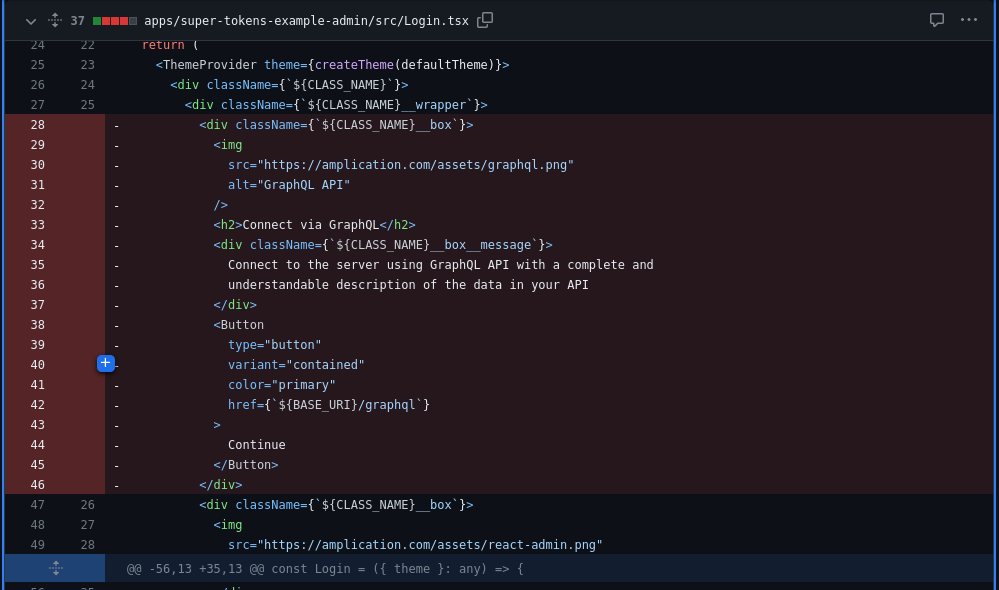 37 apps/super-tokens-example-admin/src/Login.tsx
24 22 return (
25 23 <ThemeProvider theme={createTheme(defaultTheme)}>
26 24 <div className={`${CLASS_NAME}`}>
27 25 <div className={`${CLASS_NAME}__wrapper`}>
28 - <div className={`${CLASS_NAME}__box`}>
29 - <img
30 - src="https://amplication.com/assets/graphql.png"
31 - alt="GraphQL API"
32 - />
33 - <h2>Connect via GraphQL</h2>
34 - <div className={`${CLASS_NAME}__box__message`}>
35 - Connect to the server using GraphQL API with a complete and
36 - understandable description of the data in your API
37 - </div>
38 - <Button
39 - type="button"
40 - variant="contained"
41 - color="primary"
42 - href={`${BASE_URI}/graphql`}
43 - >
44 - Continue
45 - </Button>
46 - </div>
47 26 <div className={`${CLASS_NAME}__box`}>
48 27 <img
49 28 src="https://amplication.com/assets/react-admin.png"
@@ -56,13 +35,13 @@ const Login = ({ theme }: any) => {